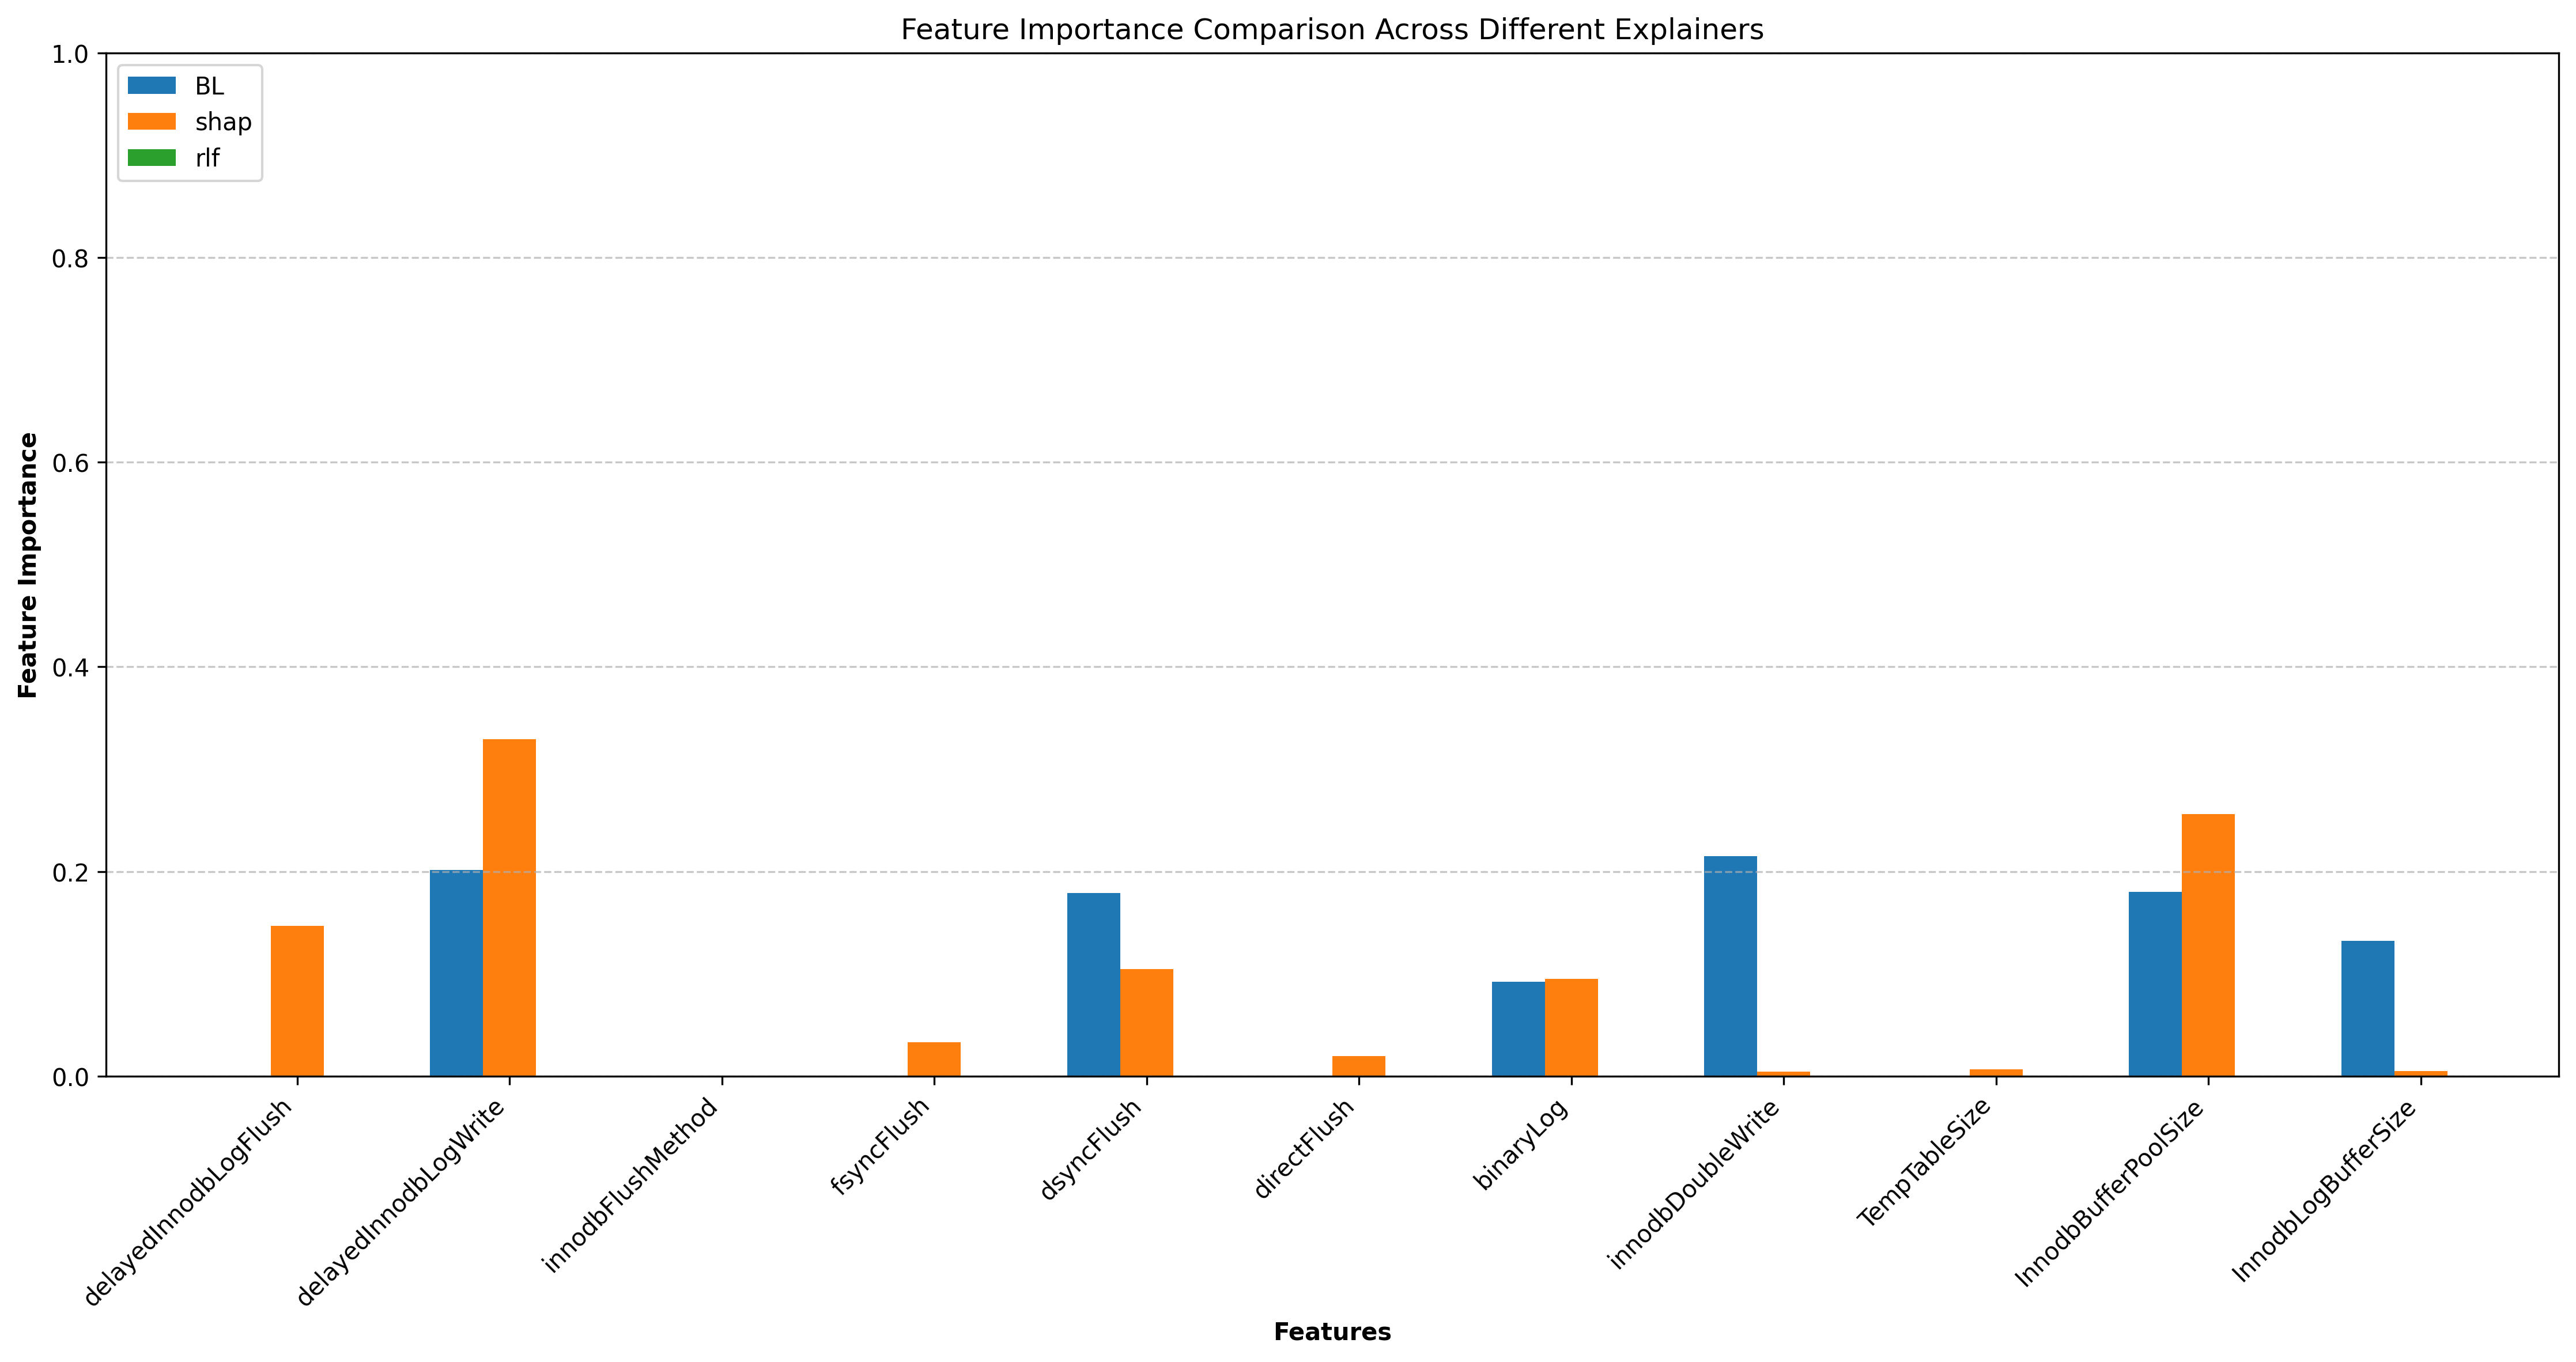 Feature Importance Comparison Across Different Explainers
1.0
0.8
0.6
0.4
0.2
0.0
Feature Importance
BL
shap
rlf
delayedInnodbLogFlush
delayedInnodbLogWrite
innodbFlushMethod
fsyncFlush
dsyncFlush
directFlush
binaryLog
innodbDoubleWrite
TempTableSize
InnodbBufferPoolSize
InnodbLogBufferSize
Features